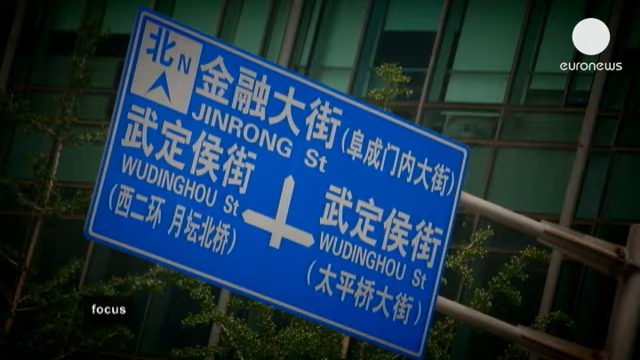 euronews
北 N
金融大街(阜成门内大街)
JINRONG St
武定侯街
WUDINGHOU St
(西二环 月坛北桥)
武定侯街
WUDINGHOU St
(太平桥大街)
focus